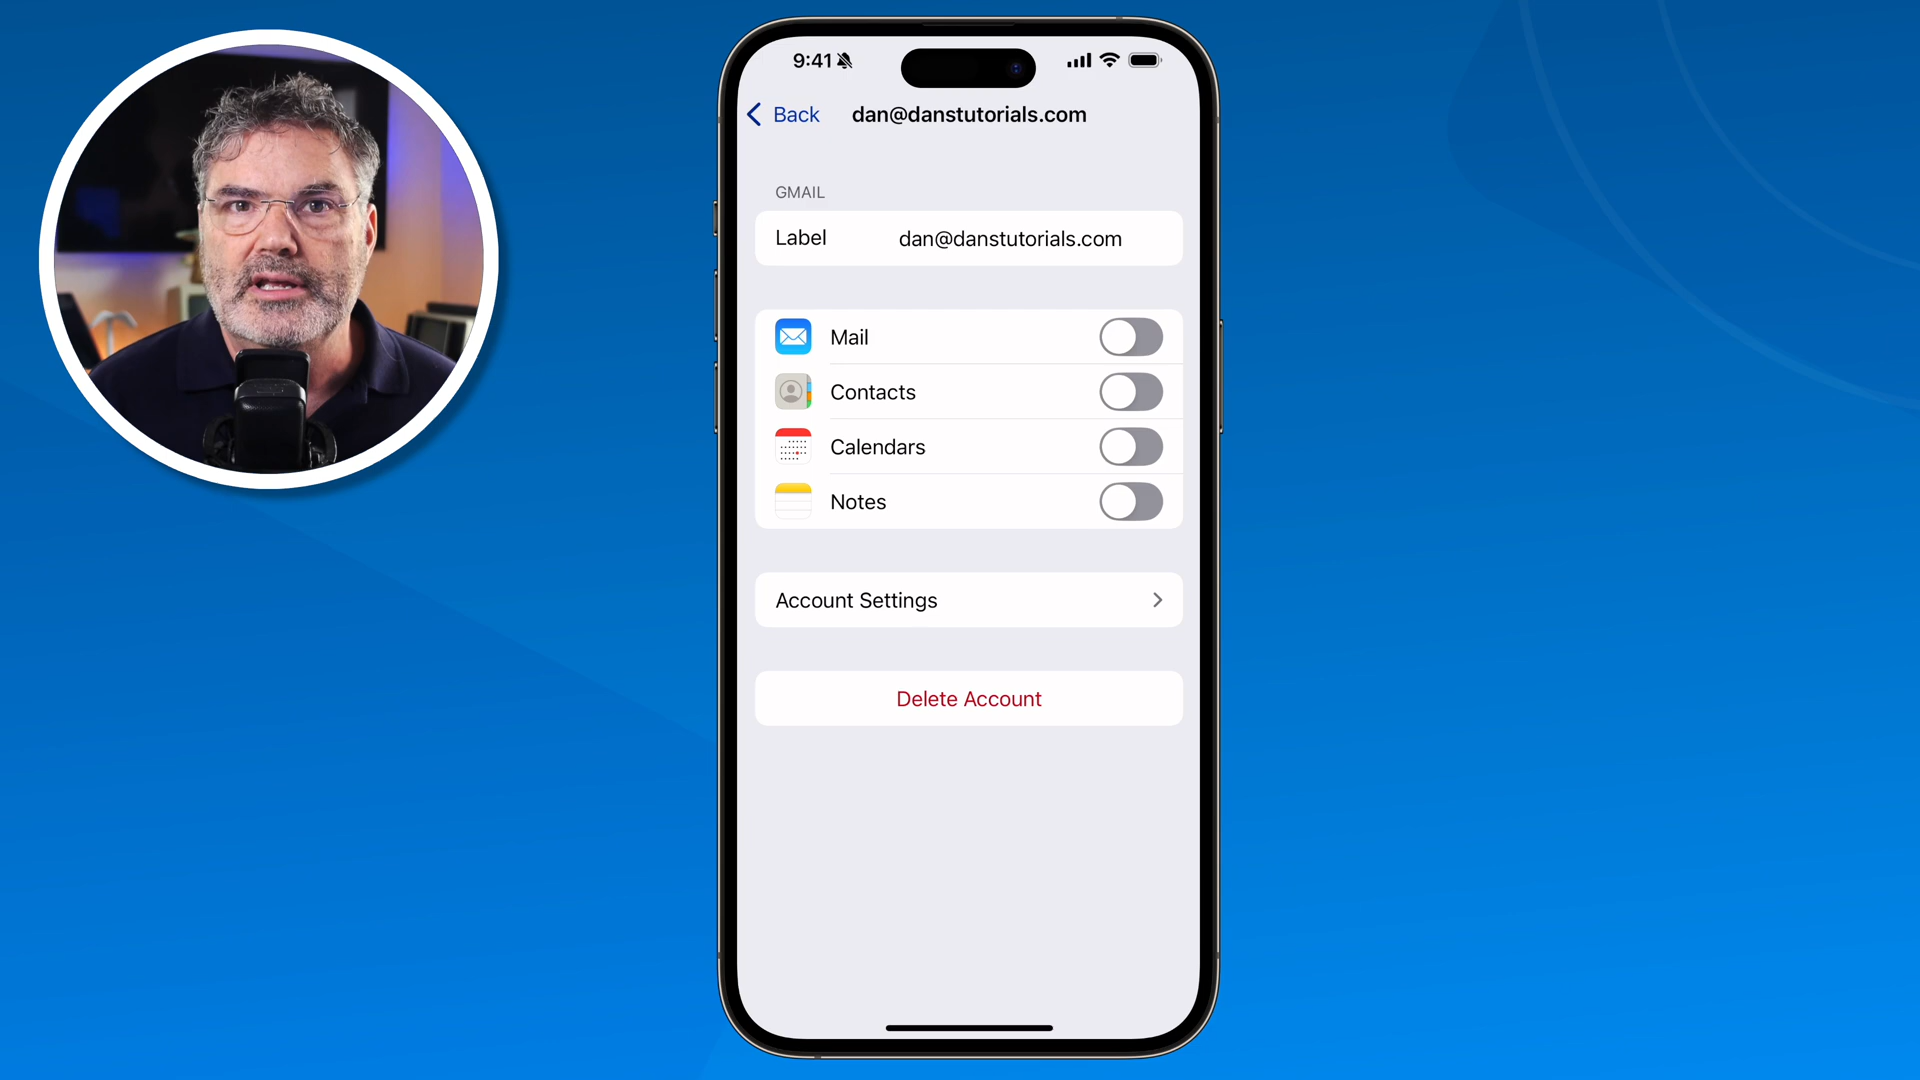 9:41
Back
dan@danstutorials.com
GMAIL
Label dan@danstutorials.com
Mail
Contacts
Calendars
Notes
Account Settings
Delete Account